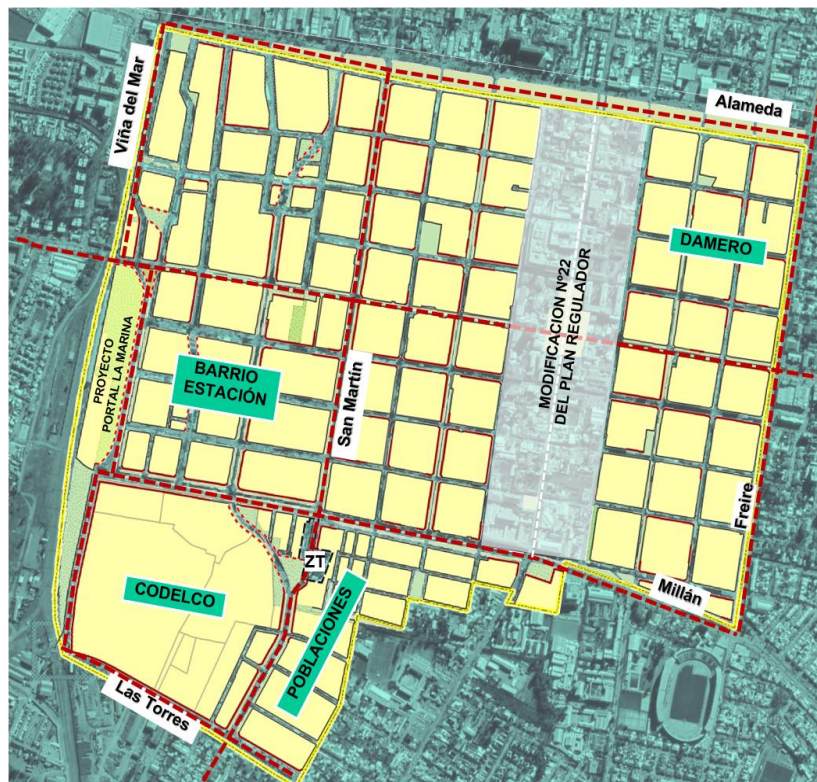 Alameda
Viña del Mar
DAMERO
MODIFICACION Nº22
DEL PLAN REGULADOR
PROYECTO
PORTAL LA MARINA
BARRIO
ESTACIÓN
San Martín
Freire
ZT
CODELCO
POBLACIONES
Millán
Las Torres